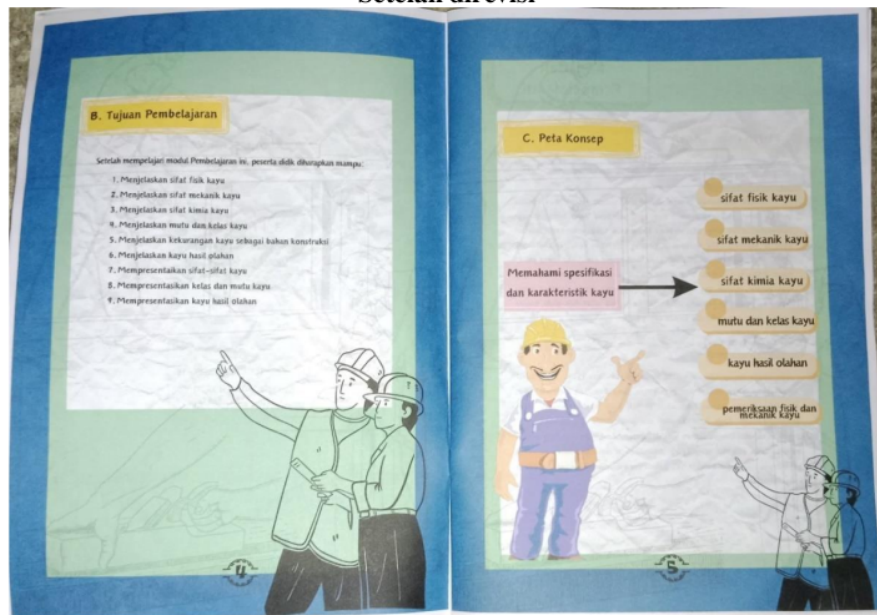 Setelah direvisi
B. Tujuan Pembelajaran
Setelah mempelajari modul Pembelajaran ini, peserta didik diharapkan mampu:
1. Menjelaskan sifat fisik kayu
2. Menjelaskan sifat mekanik kayu
3. Menjelaskan sifat kimia kayu
4. Menjelaskan mutu dan kelas kayu
5. Menjelaskan kekurangan kayu sebagai bahan konstruksi
6. Menjelaskan kayu hasil olahan
7. Mempresentaikan sifat-sifat kayu
8. Mempresentasikan kelas dan mutu kayu
9. Mempresentasikan kayu hasil olahan
4
C. Peta Konsep
Memahami spesifikasi
dan karakteristik kayu
sifat fisik kayu
sifat mekanik kayu
sifat kimia kayu
mutu dan kelas kayu
kayu hasil olahan
pemeriksaan fisik dan
mekanik kayu
5